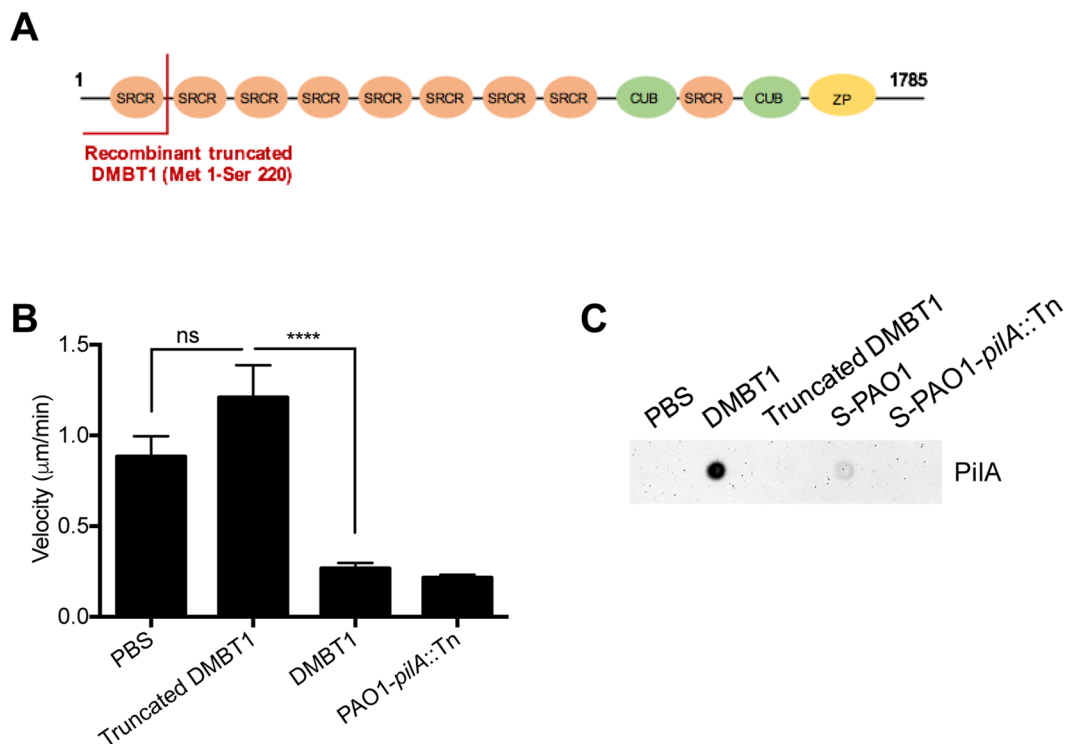 A
1
SRCR SRCR SRCR SRCR SRCR SRCR SRCR SRCR CUB SRCR CUB ZP
1785
Recombinant truncated
DMBT1 (Met 1-Ser 220)
B
Velocity (μm/min)
1.5
1.0
0.5
0.0
ns
****
PBS
Truncated DMBT1
DMBT1
PAO1-pilA::Tn
C
PBS
DMBT1
Truncated DMBT1
S-PAO1
S-PAO1-pilA::Tn
PilA